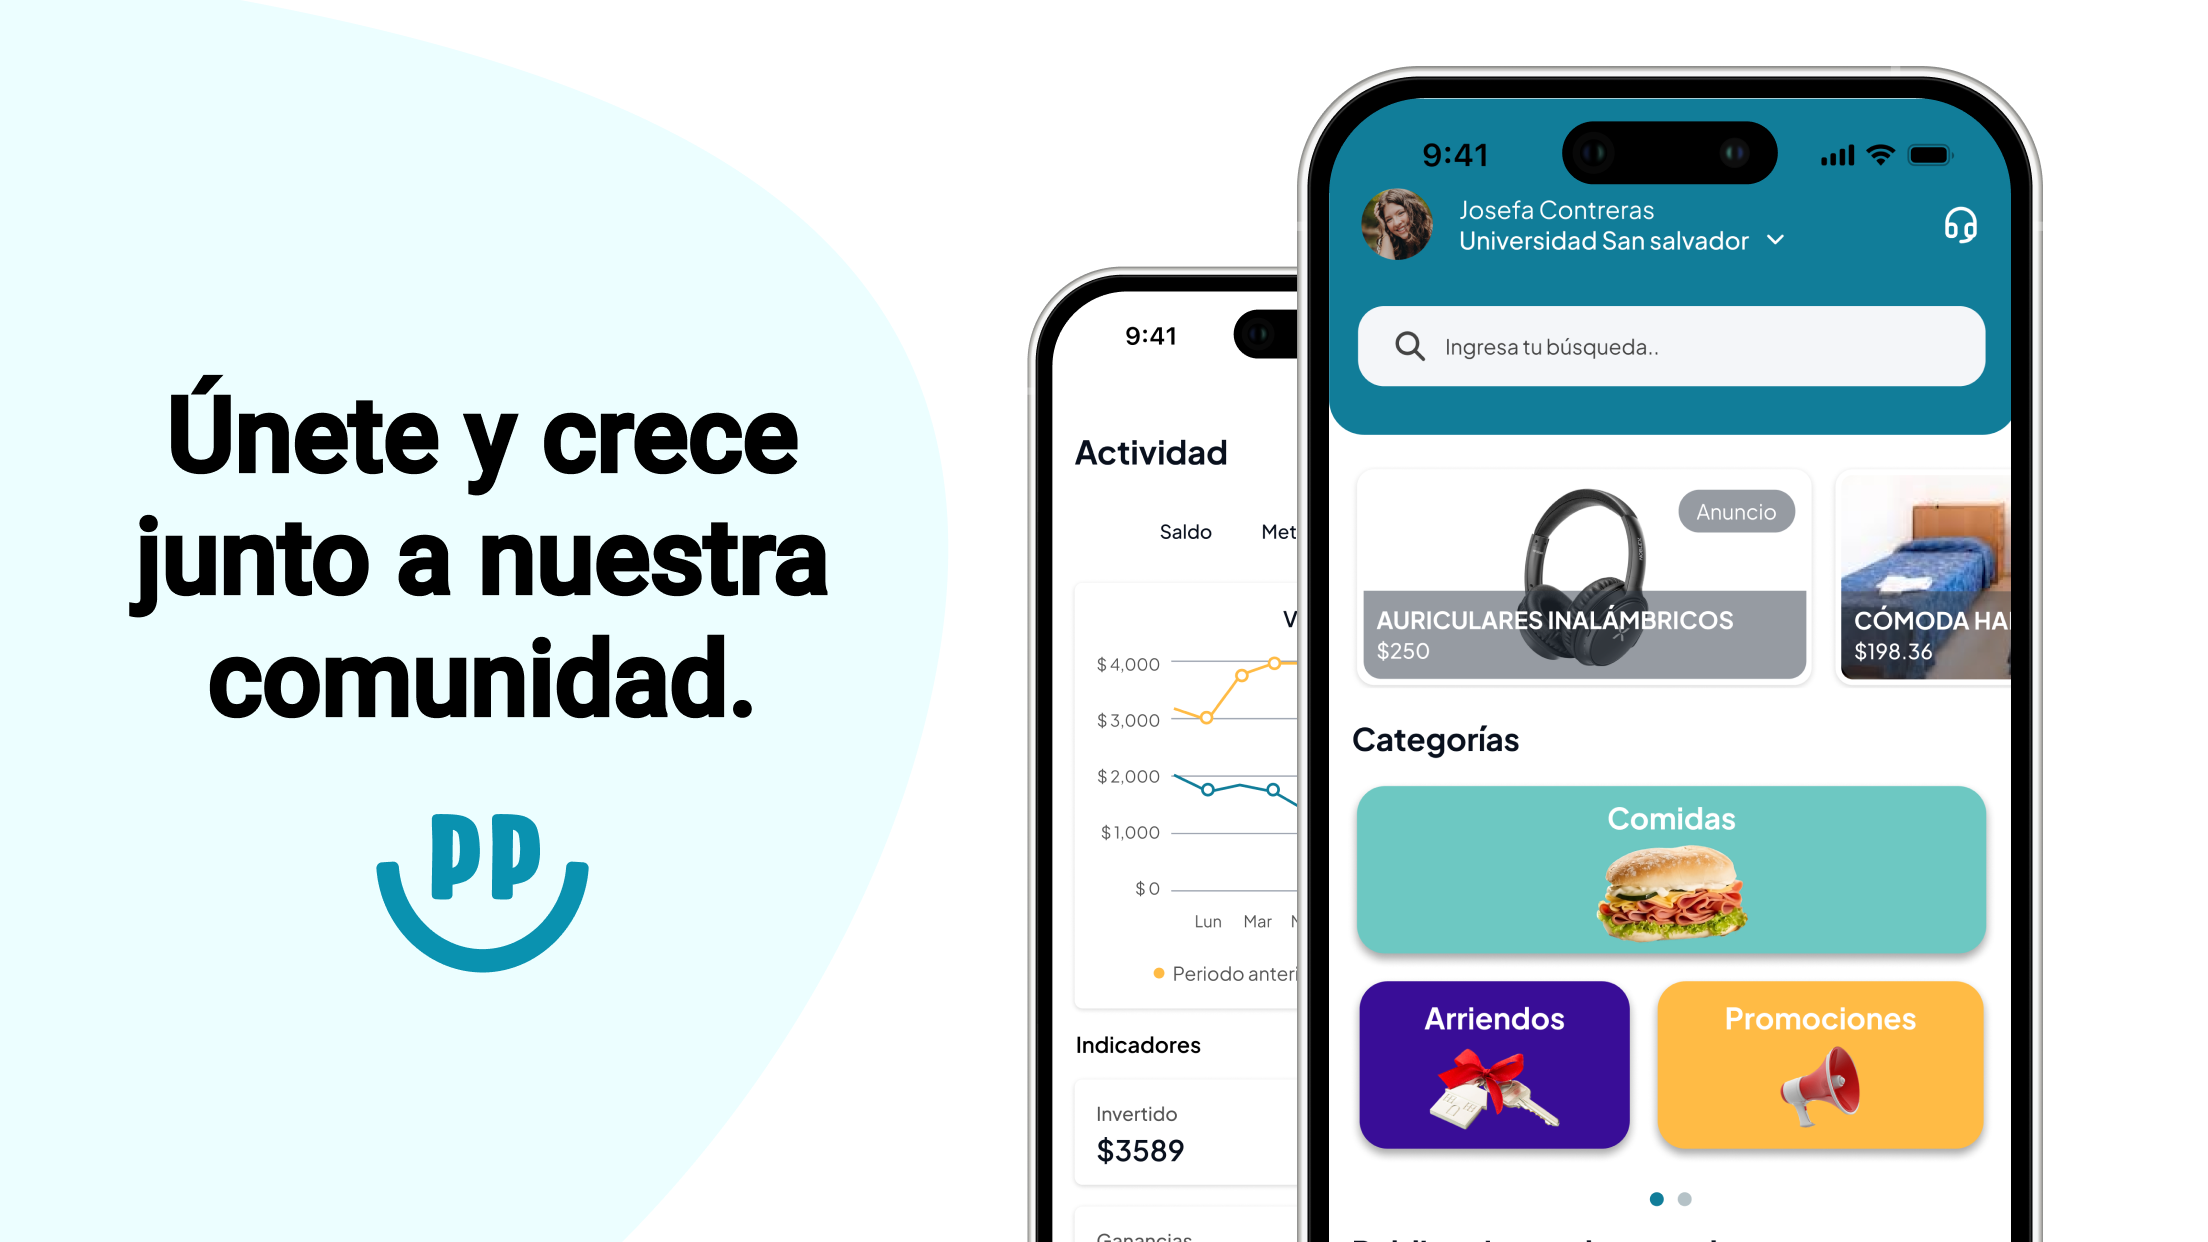 Únete y crece
junto a nuestra
comunidad.
pp
9:41
Actividad
Saldo
Met
$ 4,000
$ 3,000
$ 2,000
$ 1,000
$ 0
Lun Mar
Periodo anteri
Indicadores
Invertido
$3589
Ganancias
9:41
Josefa Contreras
Universidad San salvador
Ingresa tu búsqueda..
Anuncio
AURICULARES INALÁMBRICOS
$250
CÓMODA HA
$198.36
Categorías
Comidas
Arriendos
Promociones